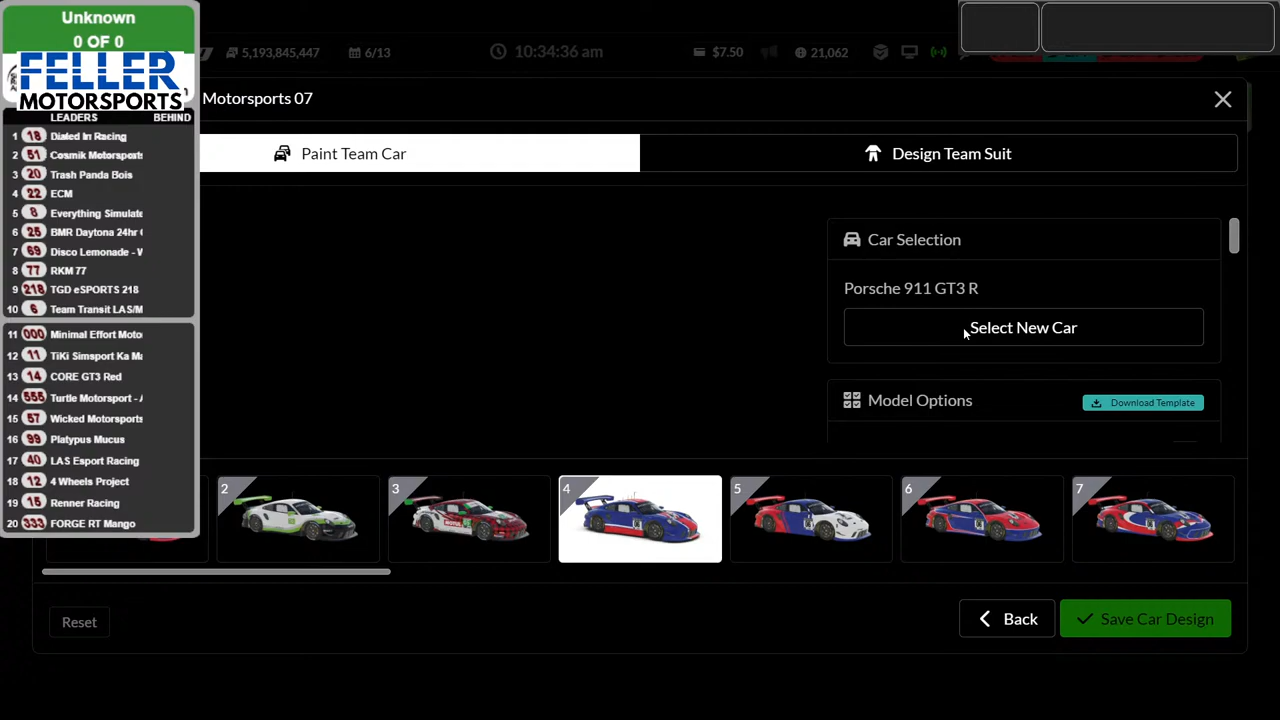 Unknown
0 OF 0
FELLER
MOTORSPORTS
LEADERS BEHIND
1 18 Dialed In Racing
2 51 Cosmik Motorsports
3 20 Trash Panda Bois
4 22 ECM
5 8 Everything Simulate
6 25 BMR Daytona 24hr
7 69 Disco Lemonade - W
8 77 RKM 77
9 218 TGD eSPORTS 218
10 6 Team Transit LAS/M
11 000 Minimal Effort Moto
12 11 TiKi Simsport Ka Ma
13 14 CORE GT3 Red
14 555 Turtle Motorsport - A
15 57 Wicked Motorsports
16 99 Platypus Mucus
17 40 LAS Esport Racing
18 12 4 Wheels Project
19 15 Renner Racing
20 333 FORGE RT Mango
5,193,845,447 6/13 10:34:36 am $7.50 21,062
Motorsports 07
Paint Team Car Design Team Suit
Car Selection
Porsche 911 GT3 R
Select New Car
Model Options Download Template
2 3 4 5 6 7
Reset Back Save Car Design